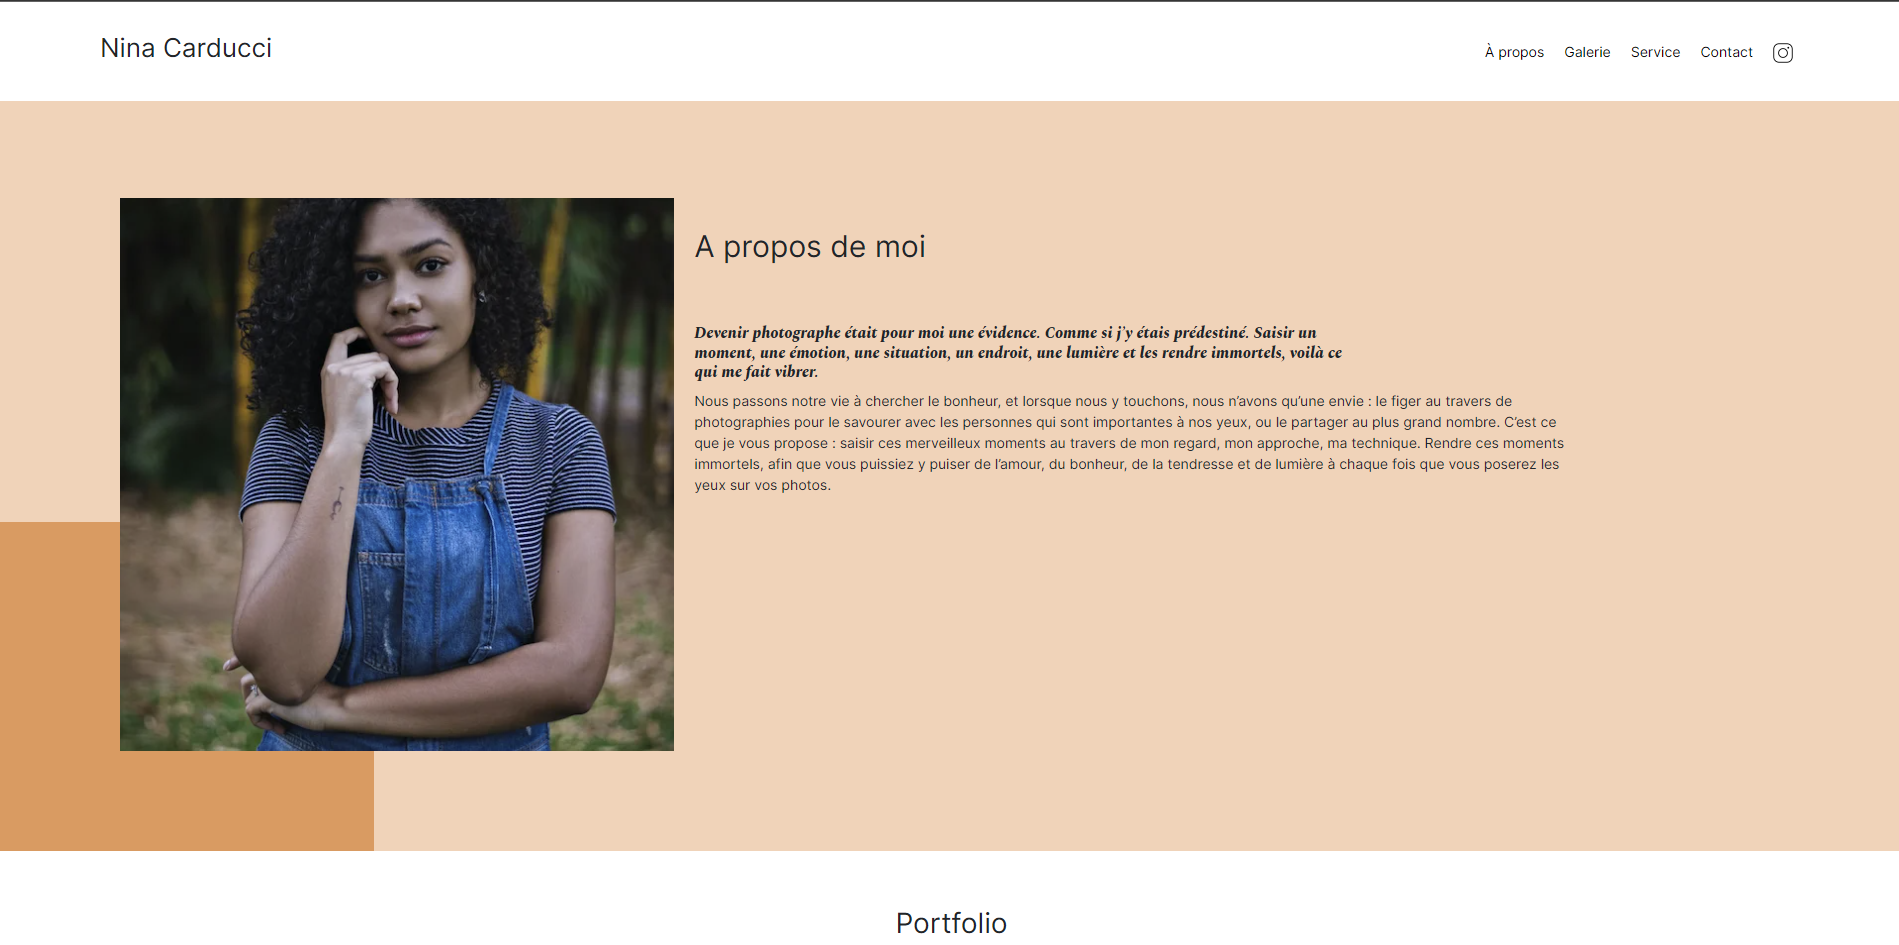 Nina Carducci
À propos Galerie Service Contact
A propos de moi
Devenir photographe était pour moi une évidence. Comme si j’y étais prédestiné. Saisir un
moment, une émotion, une situation, un endroit, une lumière et les rendre immortels, voilà ce
qui me fait vibrer.
Nous passons notre vie à chercher le bonheur, et lorsque nous y touchons, nous n’avons qu’une envie : le figer au travers de
photographies pour le savourer avec les personnes qui sont importantes à nos yeux, ou le partager au plus grand nombre. C’est ce
que je vous propose : saisir ces merveilleux moments au travers de mon regard, mon approche, ma technique. Rendre ces moments
immortels, afin que vous puissiez y puiser de l’amour, du bonheur, de la tendresse et de lumière à chaque fois que vous poserez les
yeux sur vos photos.
Portfolio